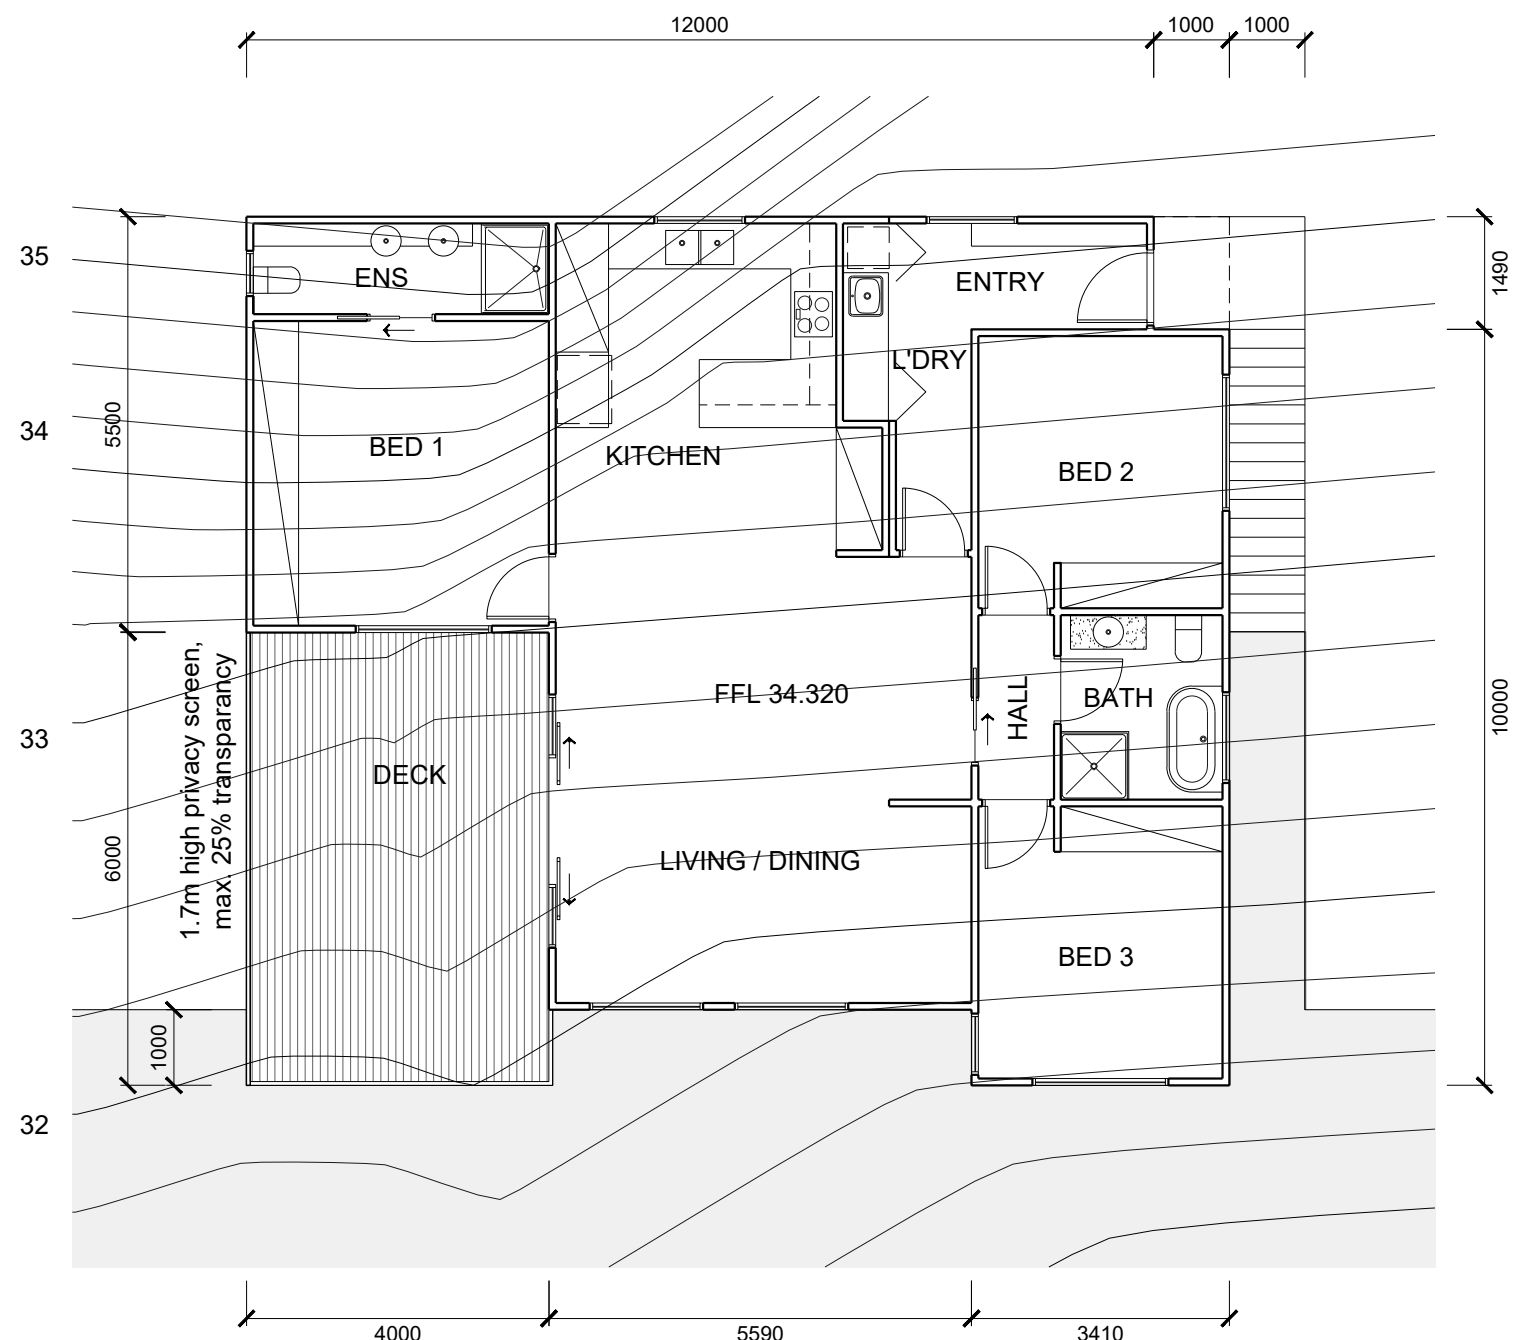 12000
1000
1000
35
ENS
ENTRY
1490
L'DRY
34
5500
BED 1
KITCHEN
BED 2
1.7m high privacy screen,
max. 25% transparancy
FFL 34.320
HALL
BATH
33
DECK
10000
6000
LIVING / DINING
BED 3
1000
32
4000
5590
3410